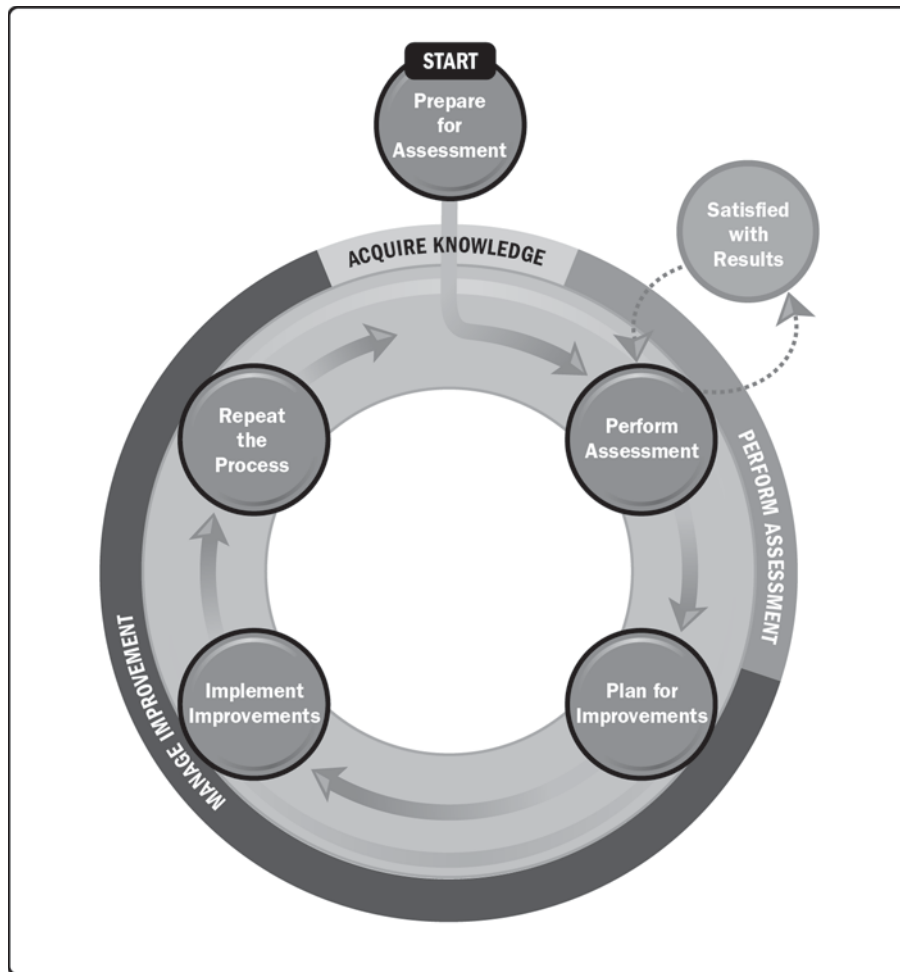 START
Prepare
for
Assessment
Satisfied
with
Results
ACQUIRE KNOWLEDGE
Repeat
the
Process
Perform
Assessment
PERFORM ASSESSMENT
Implement
Improvements
Plan for
Improvements
MANAGE IMPROVEMENT